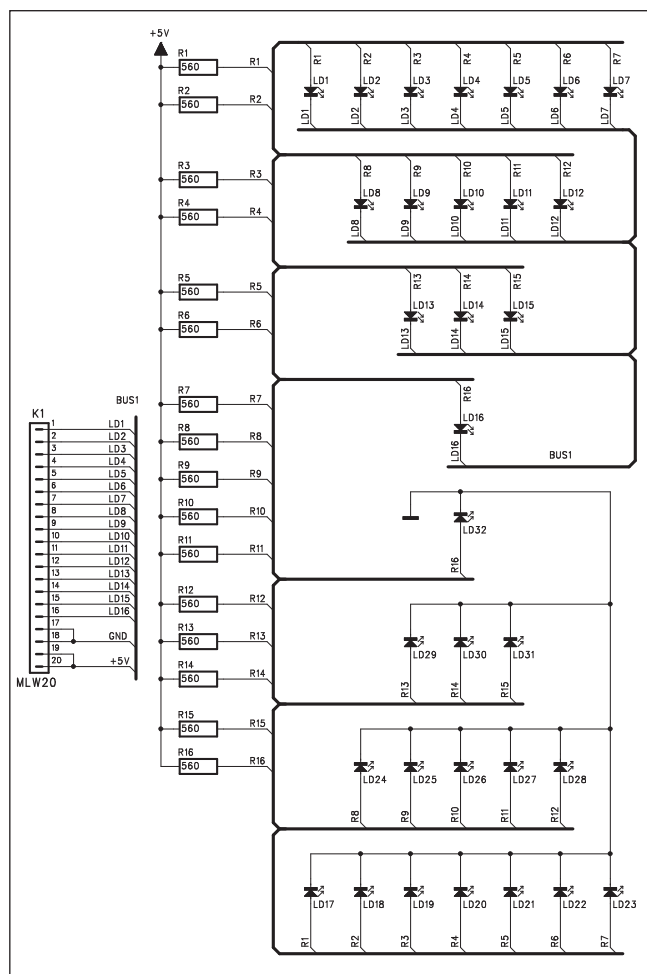 +5V
R1
560
R1
R2
560
R2
R3
560
R3
R4
560
R4
R5
560
R5
R6
560
R6
R7
560
R7
R8
560
R8
R9
560
R9
R10
560
R10
R11
560
R11
R12
560
R12
R13
560
R13
R14
560
R14
R15
560
R15
R16
560
R16
K1
BUS1
1 LD1
2 LD2
3 LD3
4 LD4
5 LD5
6 LD6
7 LD7
8 LD8
9 LD9
10 LD10
11 LD11
12 LD12
13 LD13
14 LD14
15 LD15
16 LD16
17
18 GND
19
20 +5V
MLW20
R1 R2 R3 R4 R5 R6 R7
LD1 LD2 LD3 LD4 LD5 LD6 LD7
LD1 LD2 LD3 LD4 LD5 LD6 LD7
R8 R9 R10 R11 R12
LD8 LD9 LD10 LD11 LD12
LD8 LD9 LD10 LD11 LD12
R13 R14 R15
LD13 LD14 LD15
LD13 LD14 LD15
R16
LD16
LD16
BUS1
LD32
R16
LD29 LD30 LD31
R13 R14 R15
LD24 LD25 LD26 LD27 LD28
R8 R9 R10 R11 R12
LD17 LD18 LD19 LD20 LD21 LD22 LD23
R1 R2 R3 R4 R5 R6 R7